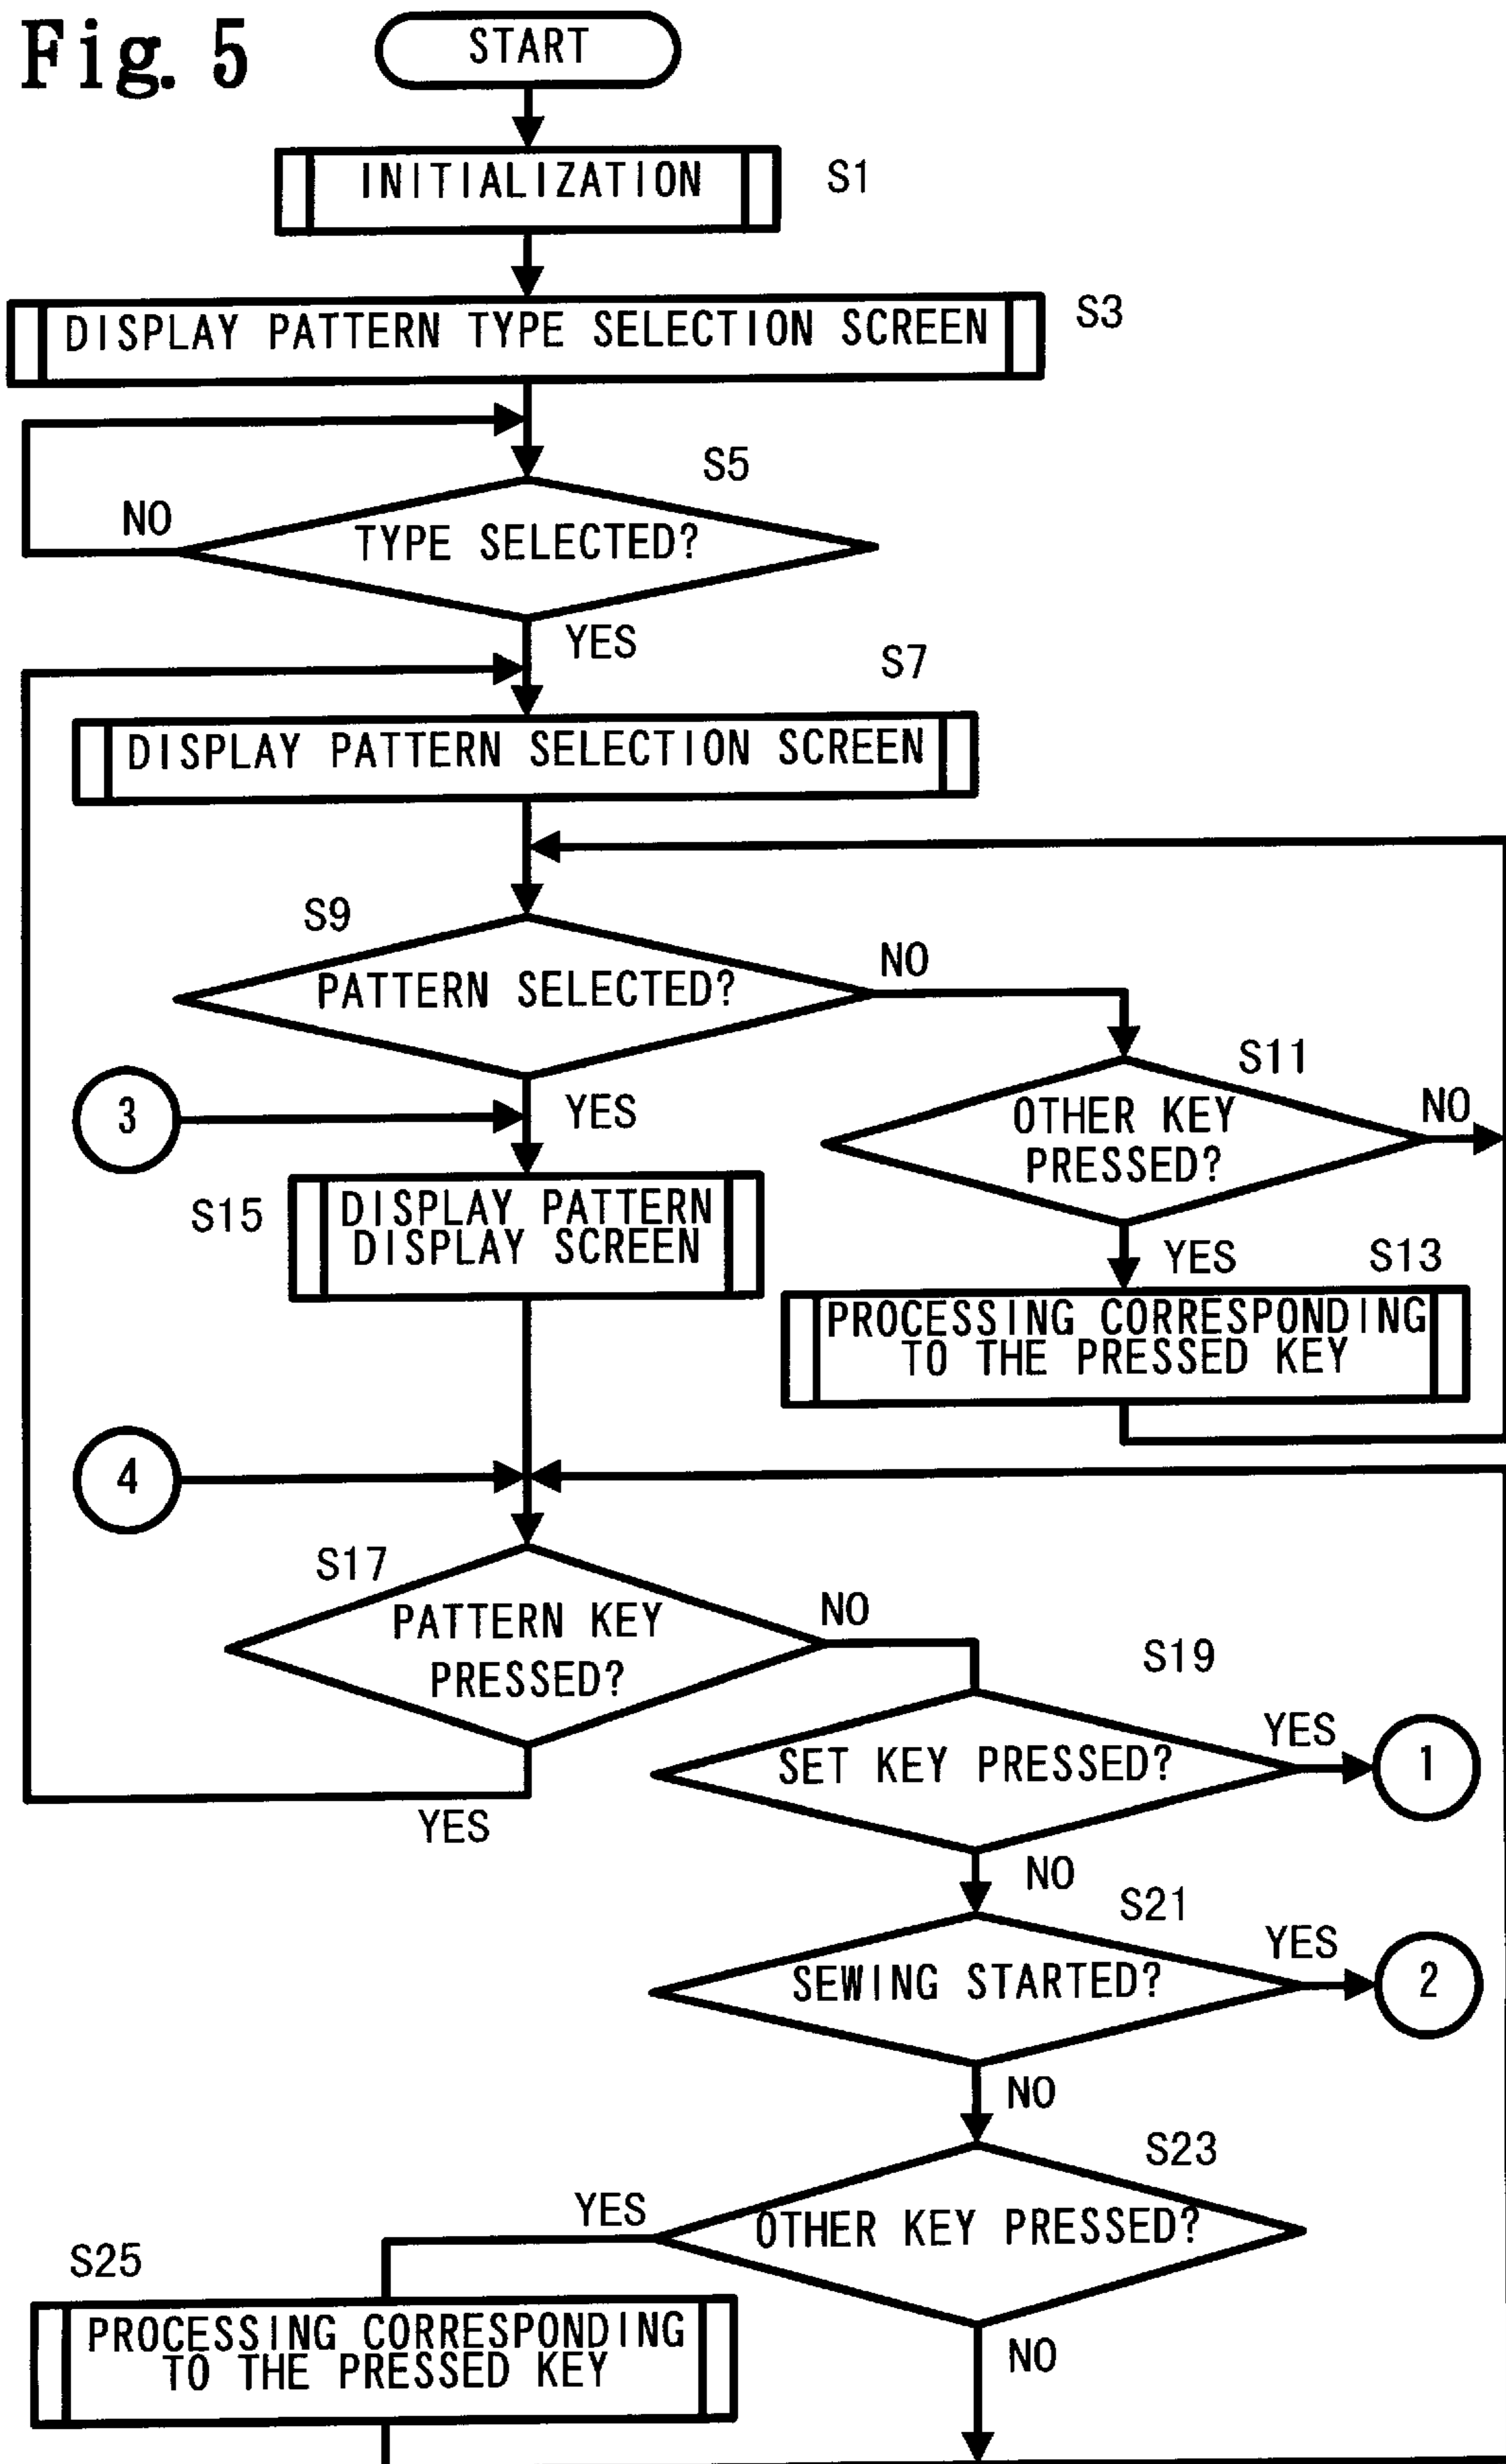 Fig. 5
START
INITIALIZATION
S1
DISPLAY PATTERN TYPE SELECTION SCREEN
S3
S5
NO
TYPE SELECTED?
YES
S7
DISPLAY PATTERN SELECTION SCREEN
S9
NO
PATTERN SELECTED?
S11
3
YES
OTHER KEY
PRESSED?
NO
S15
DISPLAY PATTERN
DISPLAY SCREEN
YES
S13
PROCESSING CORRESPONDING
TO THE PRESSED KEY
4
S17
NO
PATTERN KEY
PRESSED?
S19
YES
SET KEY PRESSED?
1
YES
NO
S21
YES
SEWING STARTED?
2
NO
S23
YES
OTHER KEY PRESSED?
S25
PROCESSING CORRESPONDING
TO THE PRESSED KEY
NO